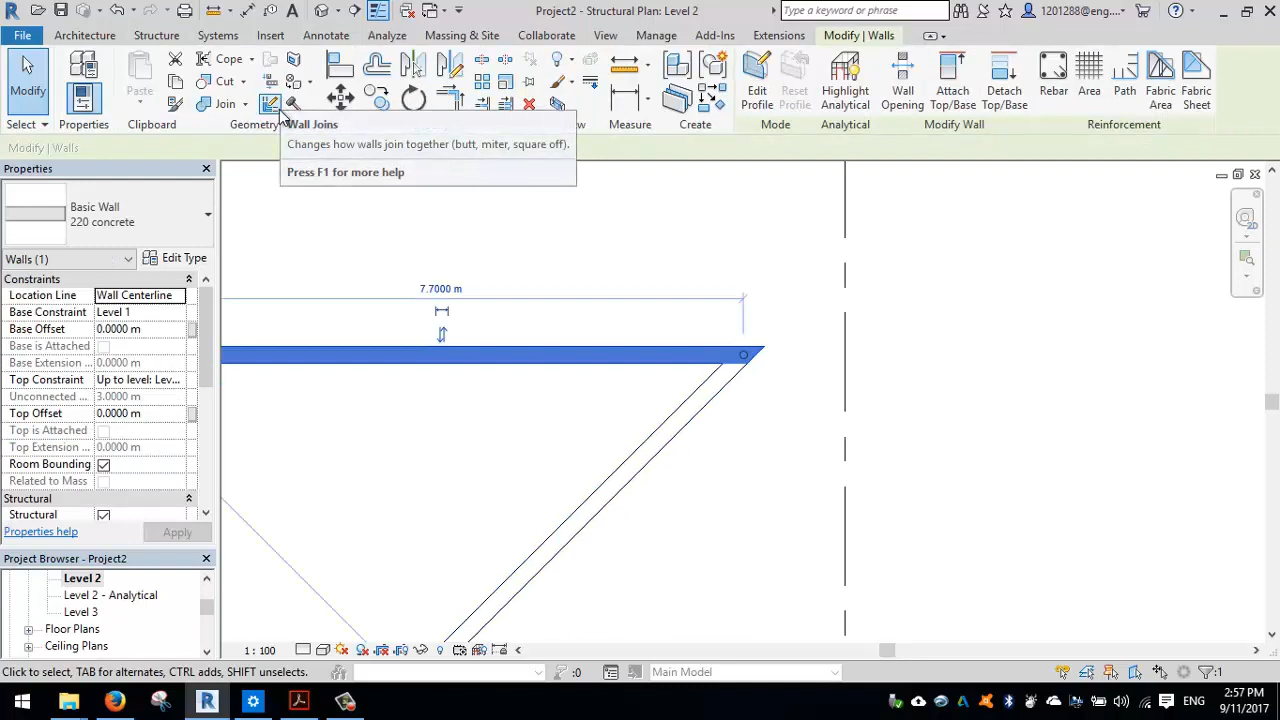 Project2 - Structural Plan: Level 2
Type a keyword or phrase
1201288@eng....
File
Architecture
Structure
Systems
Insert
Annotate
Analyze
Massing & Site
Collaborate
View
Manage
Add-Ins
Extensions
Modify | Walls
Modify
Paste
Cope
Cut
Join
Edit Profile
Reset Profile
Highlight Analytical
Wall Opening
Attach Top/Base
Detach Top/Base
Rebar
Area
Path
Fabric Area
Fabric Sheet
Select
Properties
Clipboard
Geometry
Measure
Create
Mode
Analytical
Modify Wall
Reinforcement
Wall Joins
Changes how walls join together (butt, miter, square off).
Press F1 for more help
Modify | Walls
Properties
Basic Wall
220 concrete
Walls (1)
Edit Type
Constraints
Location Line Wall Centerline
Base Constraint Level 1
Base Offset 0.0000 m
Base is Attached
Base Extension ... 0.0000 m
Top Constraint Up to level: Lev...
Unconnected ... 3.0000 m
Top Offset 0.0000 m
Top is Attached
Top Extension ... 0.0000 m
Room Bounding
Related to Mass
Structural
Structural
Properties help
Apply
Project Browser - Project2
Level 2
Level 2 - Analytical
Level 3
Floor Plans
Ceiling Plans
7.7000 m
2D
1 : 100
Click to select, TAB for alternates, CTRL adds, SHIFT unselects.
:0
Main Model
:1
ENG
2:57 PM
9/11/2017